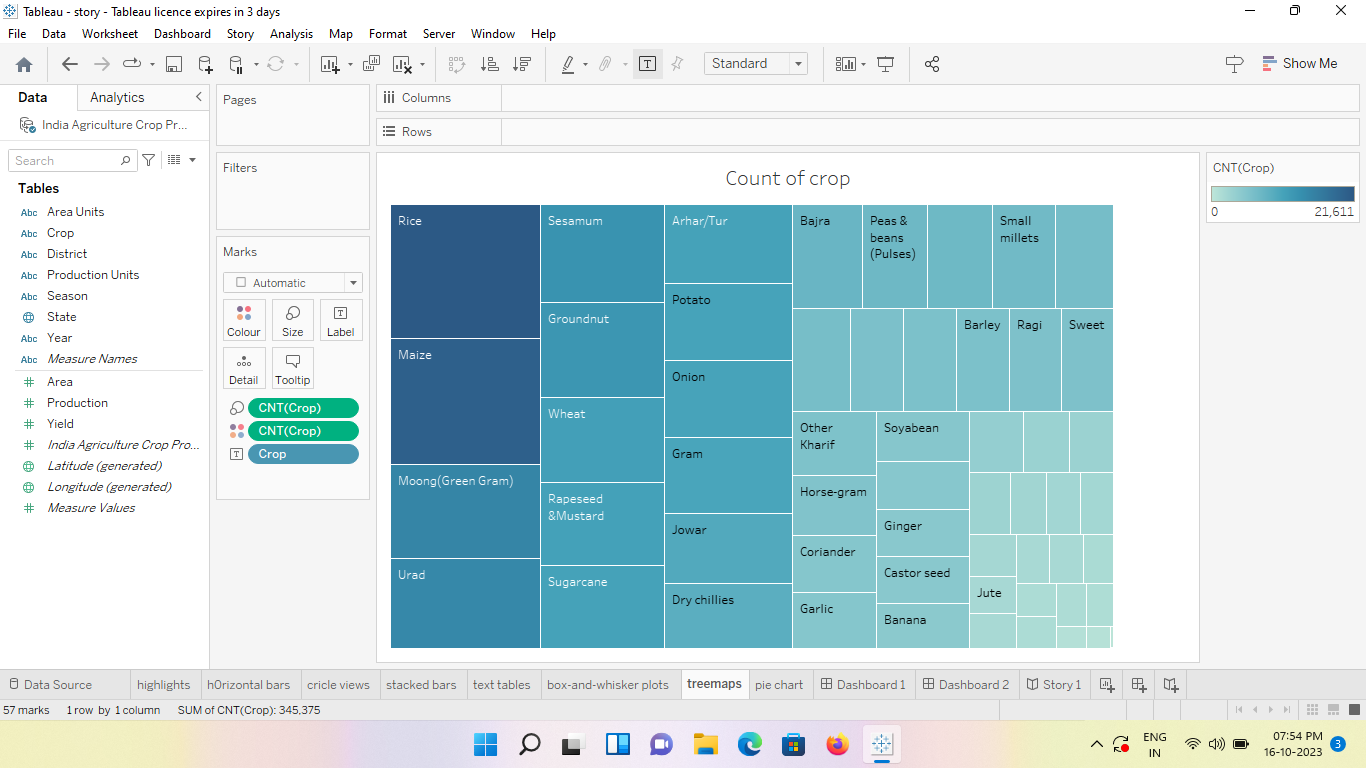 Tableau - story - Tableau licence expires in 3 days
File Data Worksheet Dashboard Story Analysis Map Format Server Window Help
Standard
Show Me
Data Analytics
India Agriculture Crop Pr...
Search
Tables
Abc Area Units
Abc Crop
Abc District
Abc Production Units
Abc Season
State
Abc Year
Abc Measure Names
# Area
# Production
# Yield
# India Agriculture Crop Pro...
Latitude (generated)
Longitude (generated)
# Measure Values
Pages
Filters
Marks
Automatic
Colour Size Label
Detail Tooltip
CNT(Crop)
CNT(Crop)
Crop
Columns
Rows
Count of crop
Rice
Maize
Moong(Green Gram)
Urad
Sesamum
Groundnut
Wheat
Rapeseed
&Mustard
Sugarcane
Arhar/Tur
Potato
Onion
Gram
Jowar
Dry chillies
Bajra
Peas &
beans
(Pulses)
Small
millets
Barley
Ragi
Sweet
Other
Kharif
Horse-gram
Coriander
Garlic
Soyabean
Ginger
Castor seed
Banana
Jute
CNT(Crop)
0 21,611
Data Source highlights h0rizontal bars cricle views stacked bars text tables box-and-whisker plots treemaps pie chart Dashboard 1 Dashboard 2 Story 1
57 marks 1 row by 1 column SUM of CNT(Crop): 345,375
ENG
IN
07:54 PM
16-10-2023
3